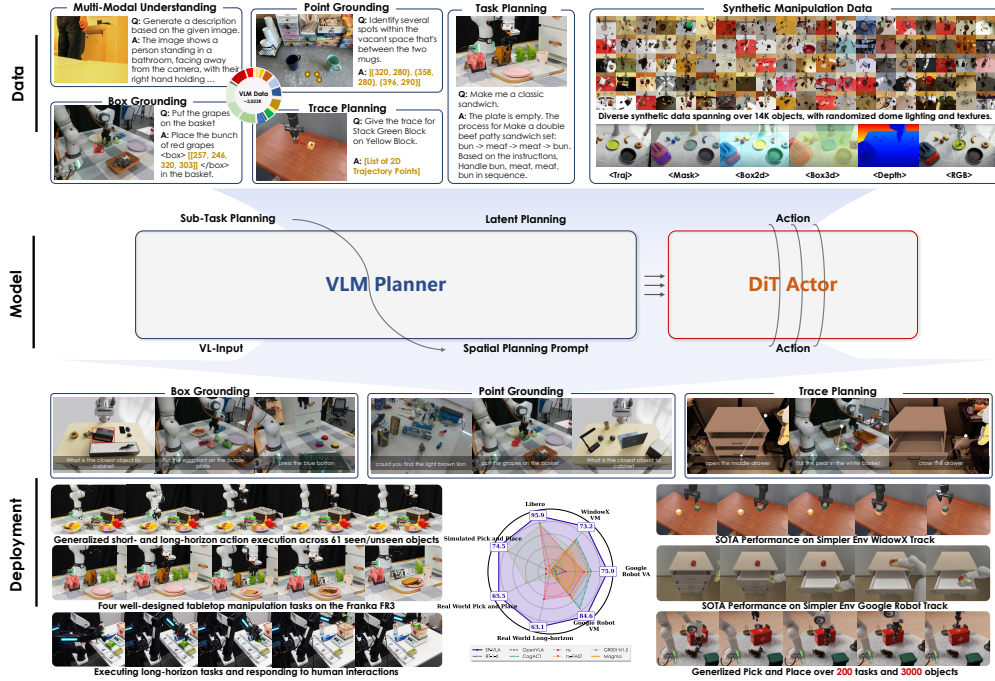 Data
Multi-Modal Understanding
Q: Generate a description
based on the given image.
A: The image shows a
person standing in a
bathroom, facing away
from the camera, with their
right hand holding ...
Point Grounding
Q: Identify several
spots within the
vacant space that's
between the two
mugs.
A: [[(320, 280), (358,
280), (396, 290)]
VLM Data
~3,022K
Box Grounding
Q: Put the grapes
on the basket
A: Place the bunch
of red grapes
<box> [[257, 246,
320, 303]] </box>
in the basket.
Trace Planning
Q: Give the trace for
Stack Green Block
on Yellow Block.
A: [List of 2D
Trajectory Points]
Task Planning
Q: Make me a classic
sandwich.
A: The plate is empty. The
process for Make a double
beef patty sandwich set:
bun -> meat -> meat -> bun.
Based on the instructions,
Handle bun, meat, meat,
bun in sequence.
Synthetic Manipulation Data
Diverse synthetic data spanning over 14K objects, with randomized dome lighting and textures.
<Traj> <Mask> <Box2d> <Box3d> <Depth> <RGB>
Model
Sub-Task Planning
Latent Planning
Action
VLM Planner
DiT Actor
VL-Input
Spatial Planning Prompt
Action
Deployment
Box Grounding
What is the closed object to
cabinet?
Put the eggplant on the purple
plate
press the blue botton
Point Grounding
could you find the light brown lion
put the grapes on the basket
What is the closed object to
cabinet?
Trace Planning
open the middle drawer
Put the pear in the white basket
close the drawer
Generalized short- and long-horizon action execution across 61 seen/unseen objects
Four well-designed tabletop manipulation tasks on the Franka FR3
Executing long-horizon tasks and responding to human interactions
Libero
95.9
WindowX
VM
73.2
Google
Robot VA
75.9
Google Robot
VM
84.6
Real World Long-horizon
63.1
Real World Pick and Place
65.5
Simulated Pick and Place
74.5
OpenVLA
CogACT
GR00T N1.5
Magma
SOTA Performance on Simpler Env WidowX Track
SOTA Performance on Simpler Env Google Robot Track
Generlized Pick and Place over 200 tasks and 3000 objects